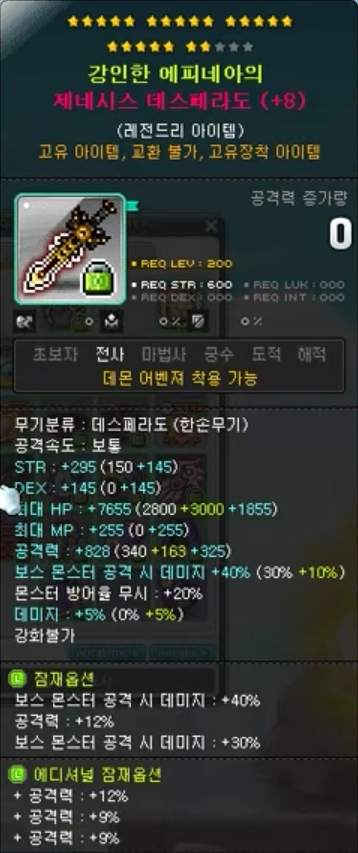 강인한 에피네아의
제네시스 데스페라도 (+8)
(레전드리 아이템)
고유 아이템, 교환 불가, 고유장착 아이템
공격력 증가량
0
REQ LEV : 200
REQ STR : 600 REQ LUK : 000
REQ DEX : 000 REQ INT : 000
0 0% 0%
초보자 전사 마법사 궁수 도적 해적
데몬 어벤져 착용 가능
무기분류 : 데스페라도 (한손무기)
공격속도 : 보통
STR : +295 (150 +145)
DEX : +145 (0 +145)
최대 HP : +7655 (2800 +3000 +1855)
최대 MP : +255 (0 +255)
공격력 : +828 (340 +163 +325)
보스 몬스터 공격 시 데미지 +40% (30% +10%)
몬스터 방어율 무시 : +20%
데미지 : +5% (0% +5%)
강화불가
L 잠재옵션
보스 몬스터 공격 시 데미지 : +40%
공격력 : +12%
보스 몬스터 공격 시 데미지 : +30%
L 에디셔널 잠재옵션
+ 공격력 : +12%
+ 공격력 : +9%
+ 공격력 : +9%